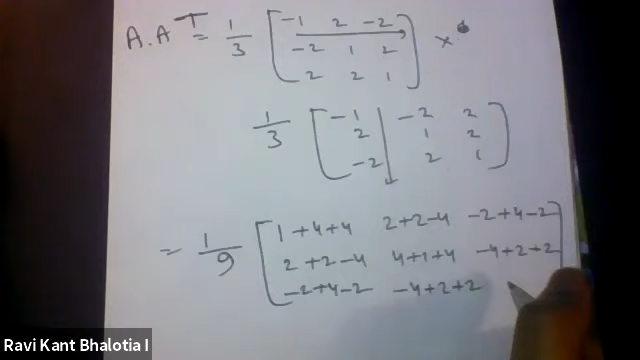 A.A^T = 1/3 [ -1 2 -2
-2 1 2
2 2 1 ] ×
1/3 [ -1 -2 2
2 1 2
-2 2 1 ]
= 1/9 [ 1+4+4 2+2-4 -2+4-2
2+2-4 4+1+4 -4+2+2
-2+4-2 -4+2+2
Ravi Kant Bhalotia I